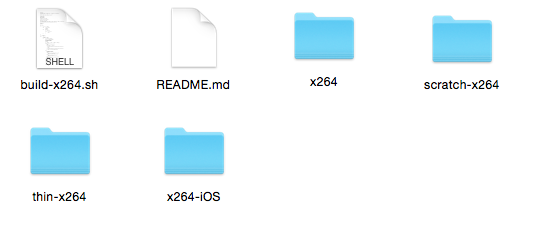 SHELL
build-x264.sh
README.md
x264
scratch-x264
thin-x264
x264-iOS